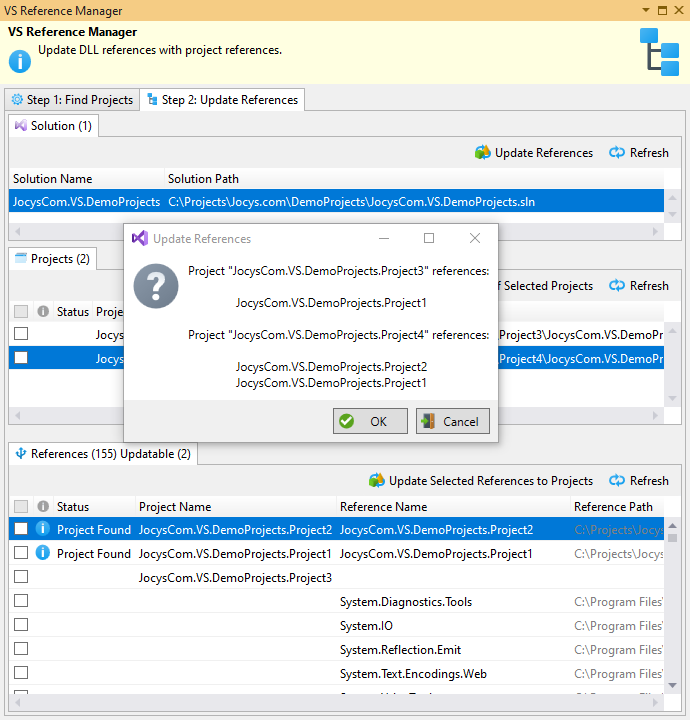 VS Reference Manager
VS Reference Manager
Update DLL references with project references.
Step 1: Find Projects
Step 2: Update References
Solution (1)
Update References
Refresh
Solution Name
Solution Path
JocysCom.VS.DemoProjects
C:\Projects\Jocys.com\DemoProjects\JocysCom.VS.DemoProjects.sln
Update References
Project "JocysCom.VS.DemoProjects.Project3" references:
JocysCom.VS.DemoProjects.Project1
Project "JocysCom.VS.DemoProjects.Project4" references:
JocysCom.VS.DemoProjects.Project2
JocysCom.VS.DemoProjects.Project1
OK
Cancel
Projects (2)
f Selected Projects
Refresh
Status
Proje
Jocys
Project3\JocysCom.VS.DemoPr
Jocys
Project4\JocysCom.VS.DemoPr
References (155) Updatable (2)
Update Selected References to Projects
Refresh
Status
Project Name
Reference Name
Reference Path
Project Found
JocysCom.VS.DemoProjects.Project2
JocysCom.VS.DemoProjects.Project2
C:\Projects\Jocys
Project Found
JocysCom.VS.DemoProjects.Project1
JocysCom.VS.DemoProjects.Project1
C:\Projects\Jocys
JocysCom.VS.DemoProjects.Project3
System.Diagnostics.Tools
C:\Program Files\
System.IO
C:\Program Files\
System.Reflection.Emit
C:\Program Files\
System.Text.Encodings.Web
C:\Program Files\